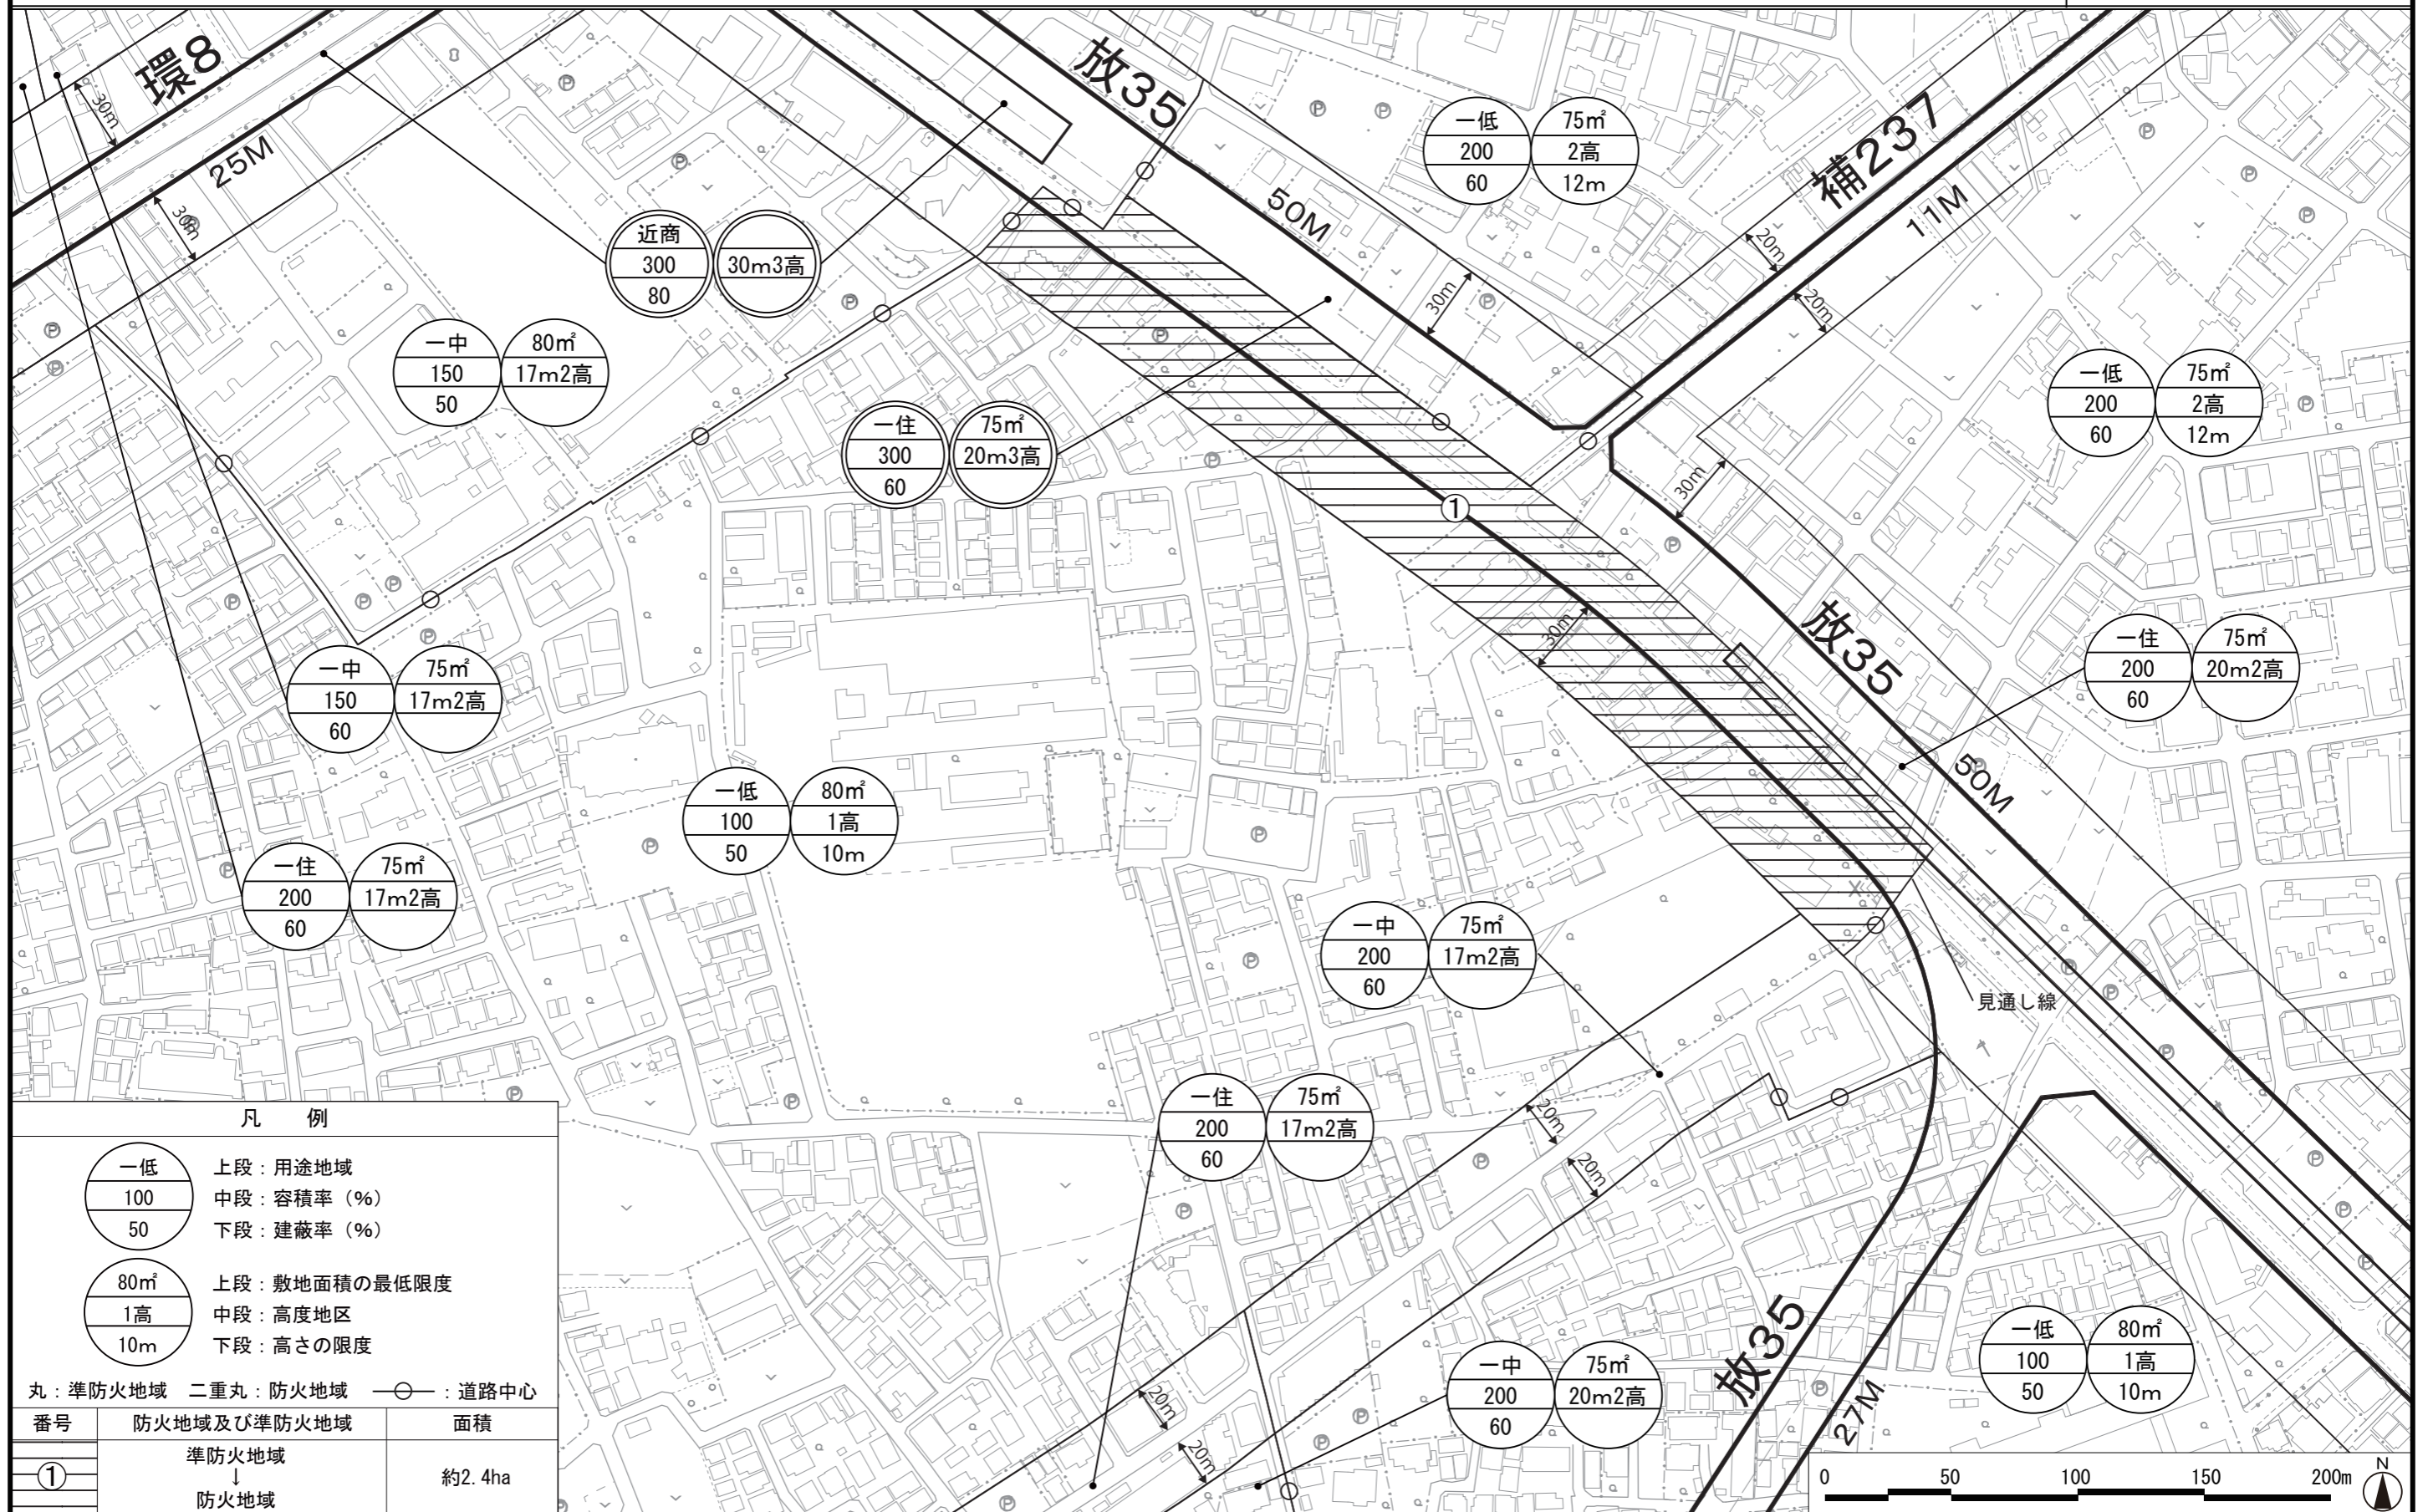 環8
30m
25M
30m
放35
50M
30m
補237
11M
20m
20m
一低
200
60
75㎡
2高
12m
近商
300
80
30m3高
一中
150
50
80㎡
17m2高
一住
300
60
75㎡
20m3高
一低
200
60
75㎡
2高
12m
30m
①
30m
放35
50M
一住
200
60
75㎡
20m2高
一中
150
60
75㎡
17m2高
一低
100
50
80㎡
1高
10m
一住
200
60
75㎡
17m2高
一中
200
60
75㎡
17m2高
見通し線
一住
200
60
75㎡
17m2高
20m
20m
20m
20m
一中
200
60
75㎡
20m2高
放35
27M
一低
100
50
80㎡
1高
10m
凡 例
一低
100
50
上段：用途地域
中段：容積率（%）
下段：建蔽率（%）
80㎡
1高
10m
上段：敷地面積の最低限度
中段：高度地区
下段：高さの限度
丸：準防火地域 二重丸：防火地域 ：道路中心
番号 防火地域及び準防火地域 面積
① 準防火地域
↓
防火地域
約2.4ha
0 50 100 150 200m
N